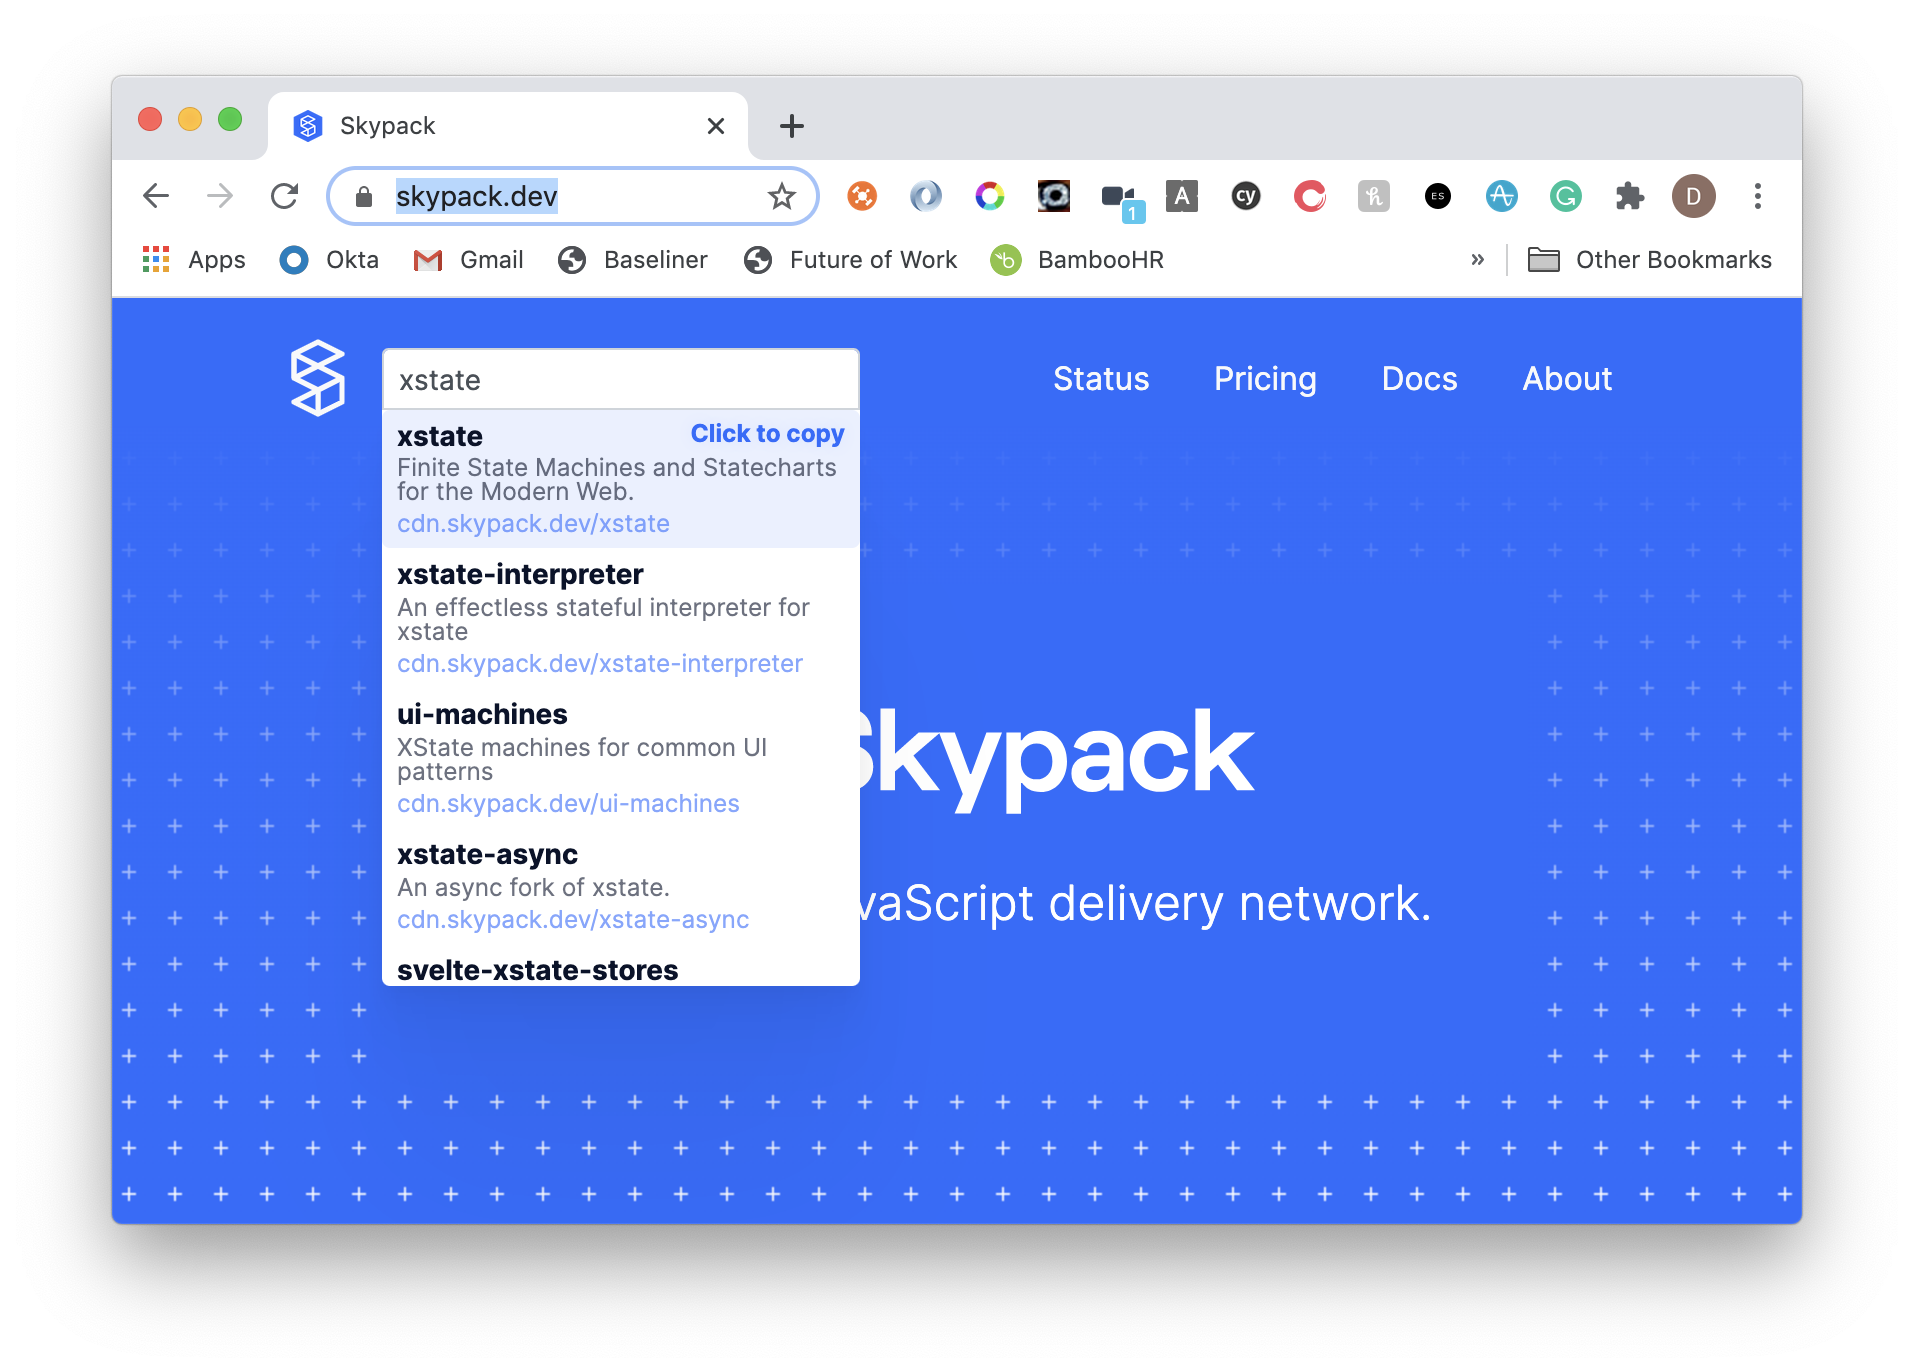 Skypack
skypack.dev
1
A
cy
ES
D
Apps
Okta
Gmail
Baseliner
Future of Work
BambooHR
»
Other Bookmarks
xstate
Status
Pricing
Docs
About
xstate
Click to copy
Finite State Machines and Statecharts
for the Modern Web.
cdn.skypack.dev/xstate
xstate-interpreter
An effectless stateful interpreter for
xstate
cdn.skypack.dev/xstate-interpreter
ui-machines
XState machines for common UI
patterns
cdn.skypack.dev/ui-machines
xstate-async
An async fork of xstate.
cdn.skypack.dev/xstate-async
svelte-xstate-stores
Skypack
vaScript delivery network.